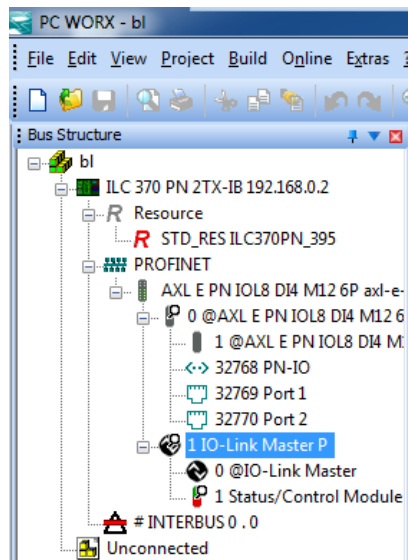 PC WORX - bl
File Edit View Project Build Online Extras ?
Bus Structure
bl
ILC 370 PN 2TX-IB 192.168.0.2
R Resource
R STD_RES ILC370PN_395
PROFINET
AXL E PN IOL8 DI4 M12 6P axl-e-
0 @AXL E PN IOL8 DI4 M12 6
1 @AXL E PN IOL8 DI4 M
32768 PN-IO
32769 Port 1
32770 Port 2
1 IO-Link Master P
0 @IO-Link Master
1 Status/Control Module
# INTERBUS 0 . 0
Unconnected